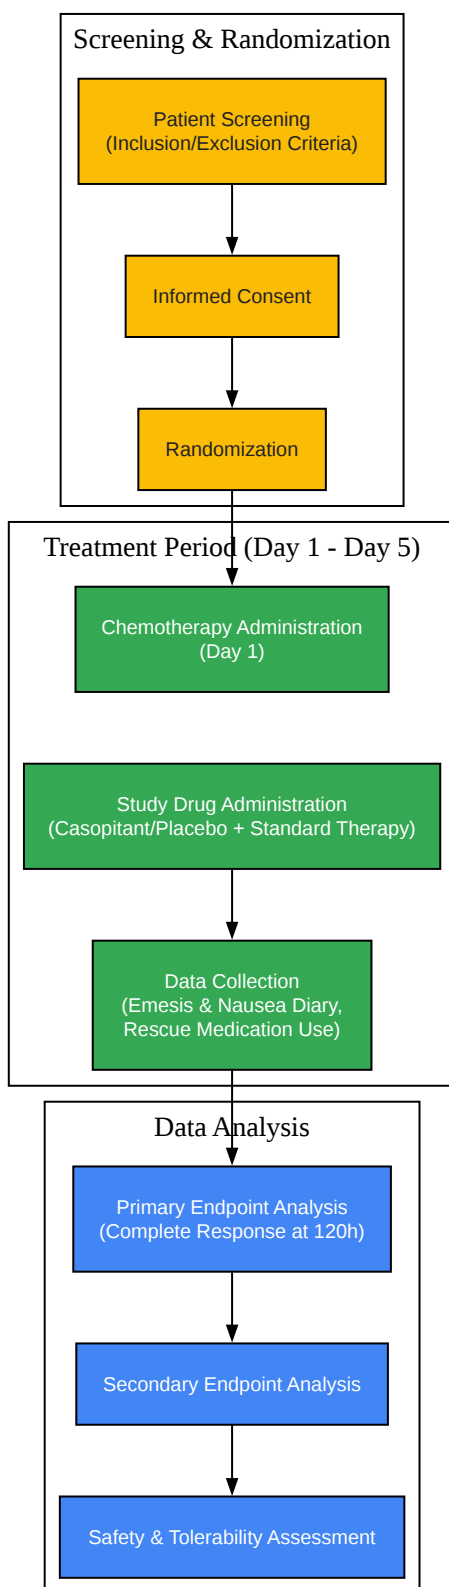 Screening & Randomization
Patient Screening
(Inclusion/Exclusion Criteria)
Informed Consent
Randomization
Treatment Period (Day 1 - Day 5)
Chemotherapy Administration
(Day 1)
Study Drug Administration
(Casopitant/Placebo + Standard Therapy)
Data Collection
(Emesis & Nausea Diary,
Rescue Medication Use)
Data Analysis
Primary Endpoint Analysis
(Complete Response at 120h)
Secondary Endpoint Analysis
Safety & Tolerability Assessment